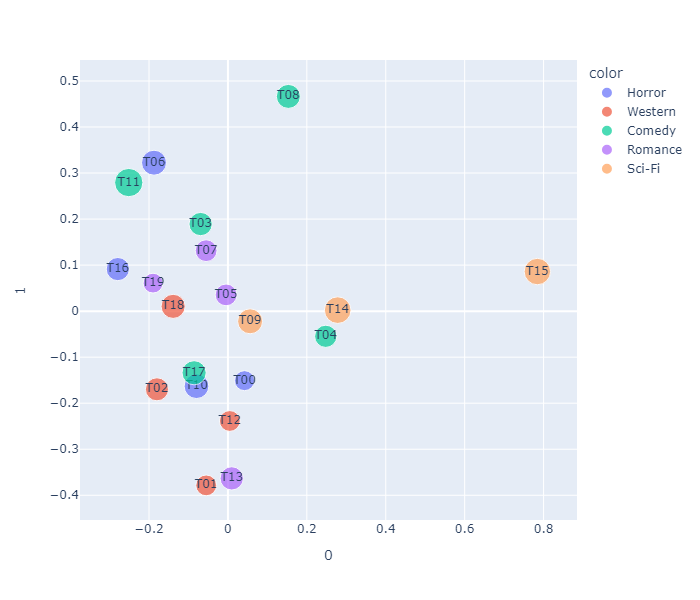 color
Horror
Western
Comedy
Romance
Sci-Fi
0.5
0.4
0.3
0.2
0.1
0
−0.1
−0.2
−0.3
−0.4
1
T08
T06
T11
T03
T07
T16
T15
T19
T05
T18
T14
T09
T04
T17
T10
T00
T02
T12
T13
T01
−0.2
0
0.2
0.4
0.6
0.8
0